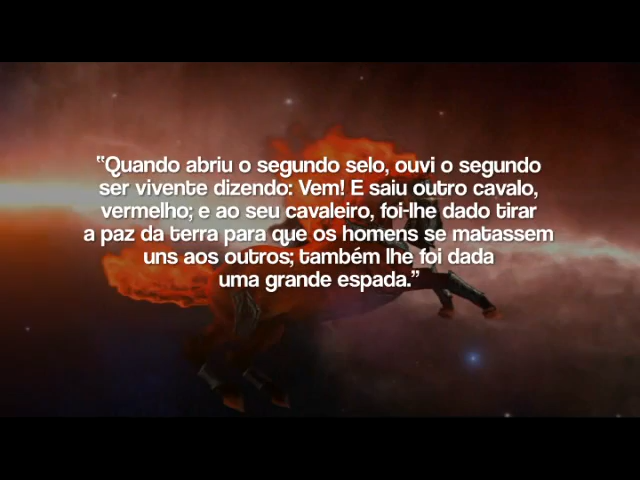 "Quando abriu o segundo selo, ouvi o segundo
ser vivente dizendo: Vem! E saiu outro cavalo,
vermelho; e ao seu cavaleiro, foi-lhe dado tirar
a paz da terra para que os homens se matassem
uns aos outros; também lhe foi dada
uma grande espada."